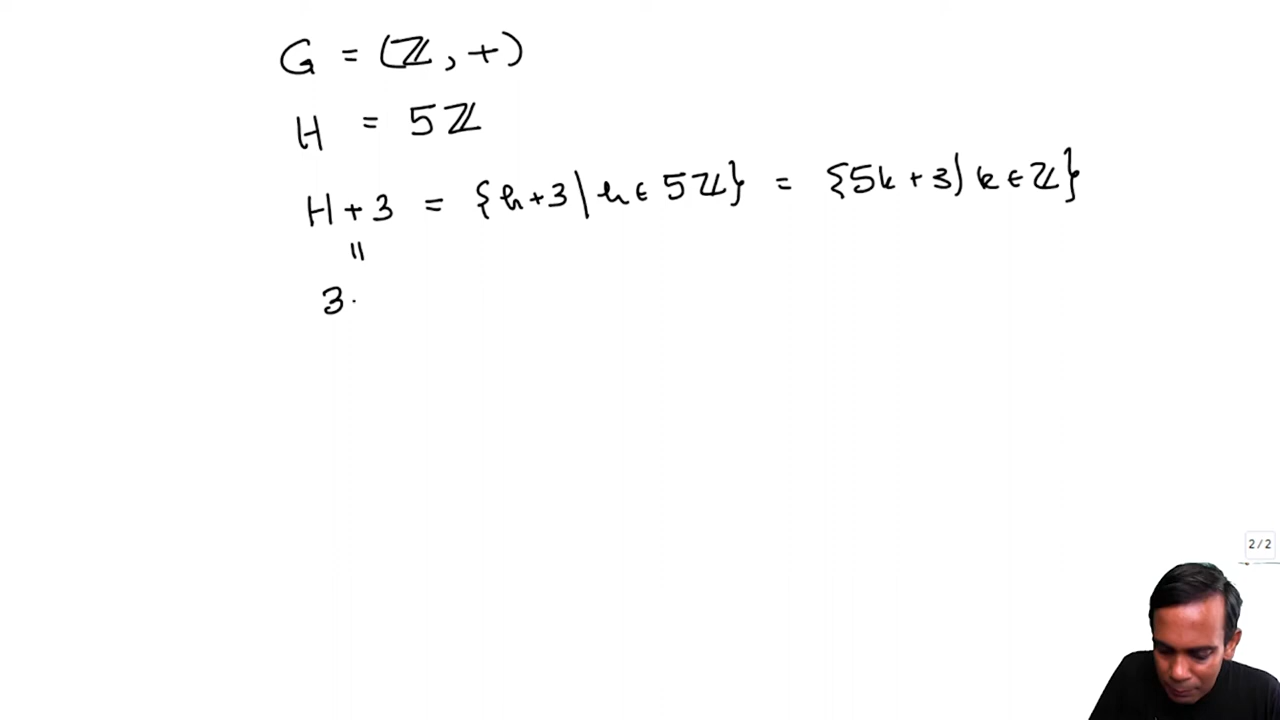 G = (ℤ, +)
H = 5ℤ
H + 3 = {h + 3 | h ∈ 5ℤ} = {5k + 3 | k ∈ ℤ}
||
3 ·
2 / 2